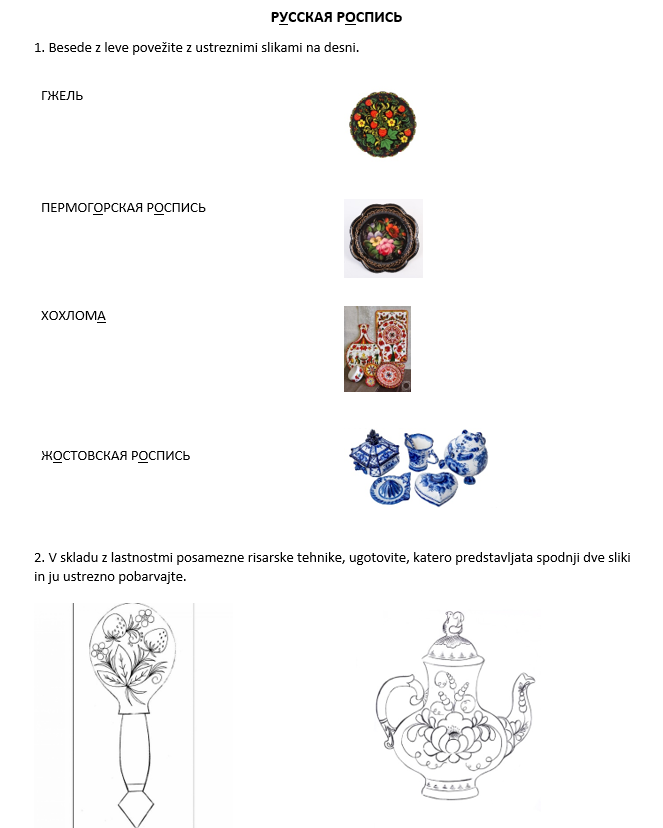 РУССКАЯ РОСПИСЬ
1. Besede z leve povežite z ustreznimi slikami na desni.
ГЖЕЛЬ
ПЕРМОГОРСКАЯ РОСПИСЬ
ХОХЛОМА
ЖОСТОВСКАЯ РОСПИСЬ
2. V skladu z lastnostmi posamezne risarske tehnike, ugotovite, katero predstavljata spodnji dve sliki
in ju ustrezno pobarvajte.